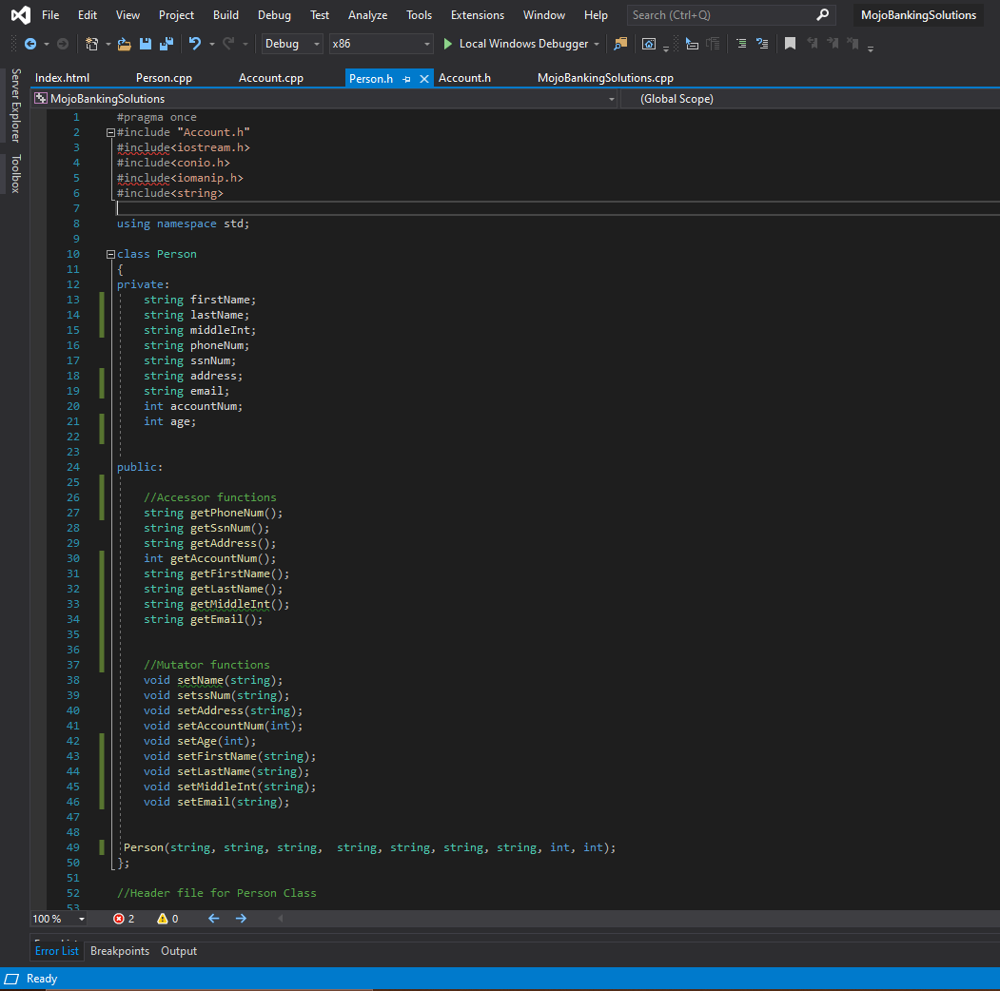 File Edit View Project Build Debug Test Analyze Tools Extensions Window Help Search (Ctrl+Q) MojoBankingSolutions
Debug x86 Local Windows Debugger
Index.html Person.cpp Account.cpp Person.h Account.h MojoBankingSolutions.cpp
MojoBankingSolutions (Global Scope)
Server Explorer
Toolbox
1 #pragma once
2 #include "Account.h"
3 #include<iostream.h>
4 #include<conio.h>
5 #include<iomanip.h>
6 #include<string>
7
8 using namespace std;
9
10 class Person
11 {
12 private:
13 string firstName;
14 string lastName;
15 string middleInt;
16 string phoneNum;
17 string ssnNum;
18 string address;
19 string email;
20 int accountNum;
21 int age;
22
23
24 public:
25
26 //Accessor functions
27 string getPhoneNum();
28 string getSsnNum();
29 string getAddress();
30 int getAccountNum();
31 string getFirstName();
32 string getLastName();
33 string getMiddleInt();
34 string getEmail();
35
36
37 //Mutator functions
38 void setName(string);
39 void setssNum(string);
40 void setAddress(string);
41 void setAccountNum(int);
42 void setAge(int);
43 void setFirstName(string);
44 void setLastName(string);
45 void setMiddleInt(string);
46 void setEmail(string);
47
48
49 Person(string, string, string,  string, string, string, string, int, int);
50 };
51
52 //Header file for Person Class
53
100 % 2 0
Error List Breakpoints Output
Ready